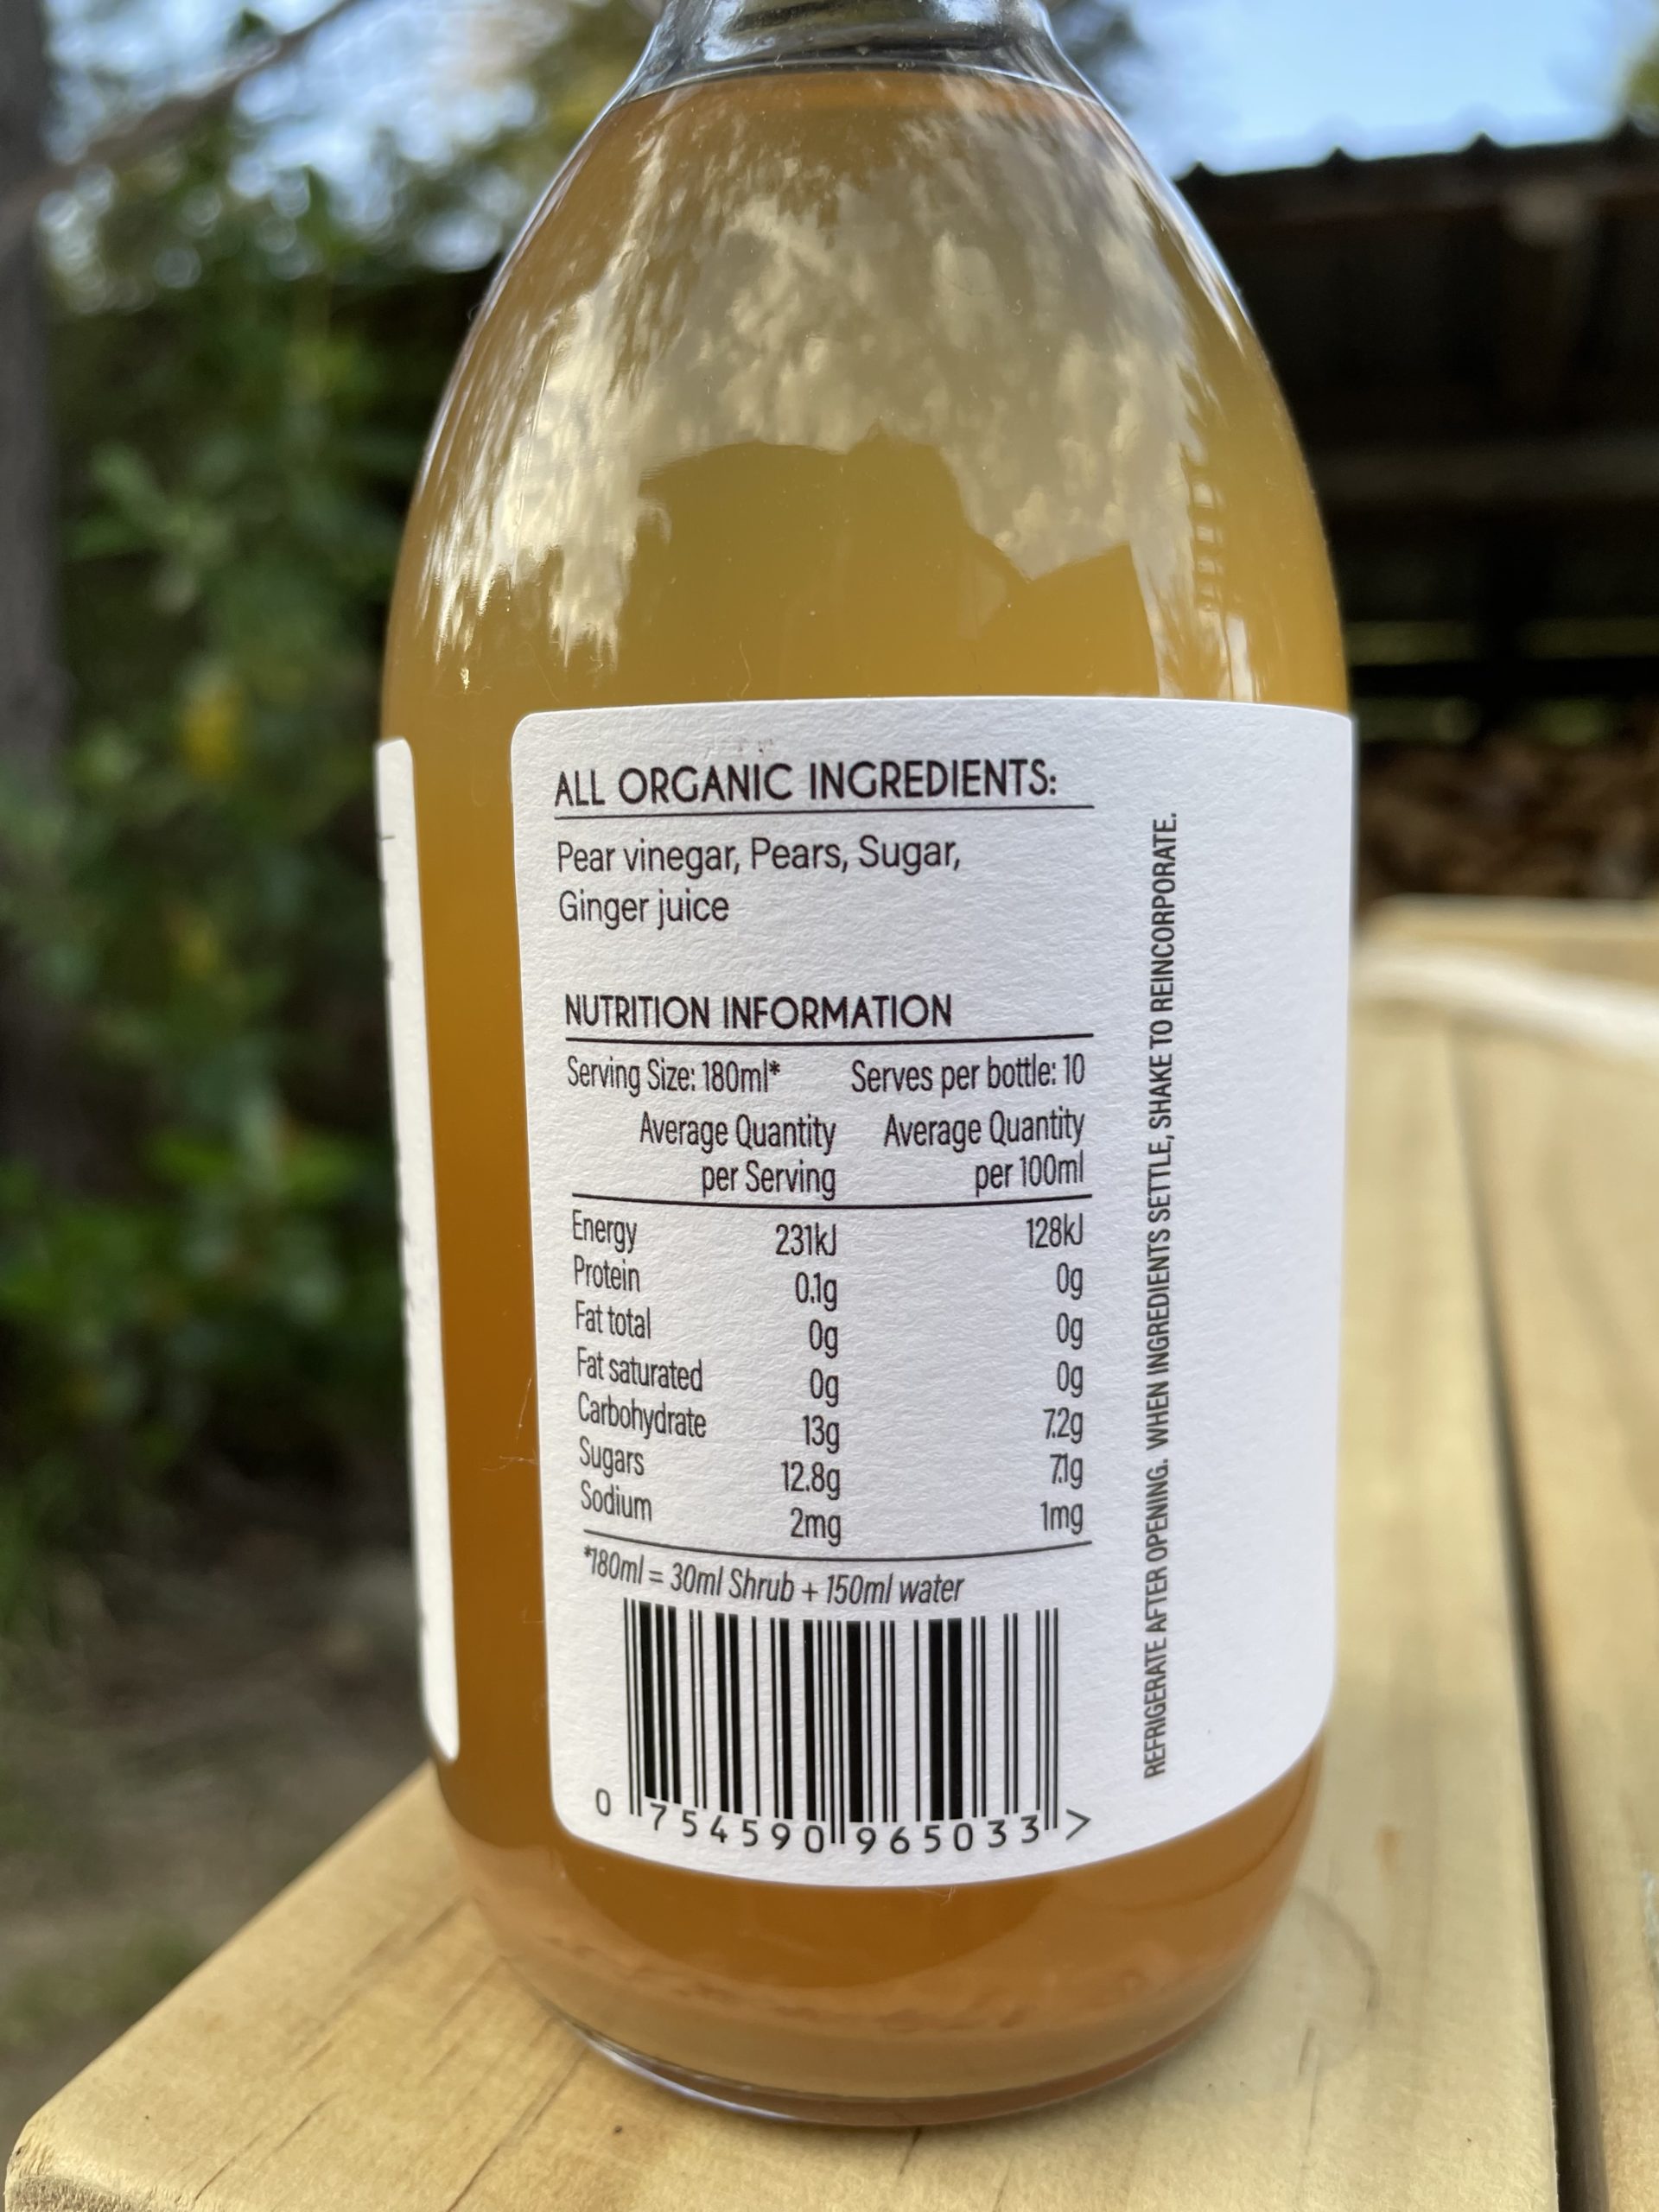 ALL ORGANIC INGREDIENTS:
Pear vinegar, Pears, Sugar,
Ginger juice
NUTRITION INFORMATION
Serving Size: 180ml* Serves per bottle: 10
Average Quantity Average Quantity
per Serving per 100ml
Energy 231kJ 128kJ
Protein 0.1g 0g
Fat total 0g 0g
Fat saturated 0g 0g
Carbohydrate 13g 7.2g
Sugars 12.8g 7.1g
Sodium 2mg 1mg
*180ml = 30ml Shrub + 150ml water
0 754590 965033 >
REFRIGERATE AFTER OPENING. WHEN INGREDIENTS SETTLE, SHAKE TO REINCORPORATE.